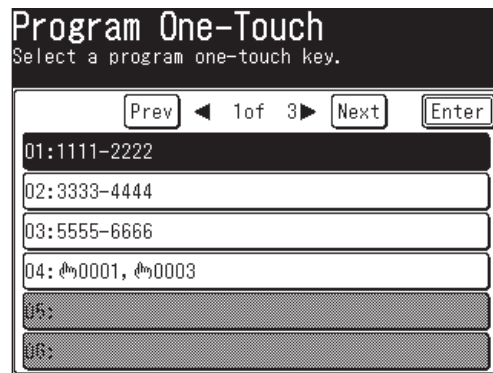 Program One-Touch
Select a program one-touch key.
Prev ◀ 1of 3▶ Next Enter
01:1111-2222
02:3333-4444
03:5555-6666
04:0001, 0003
05:
06: